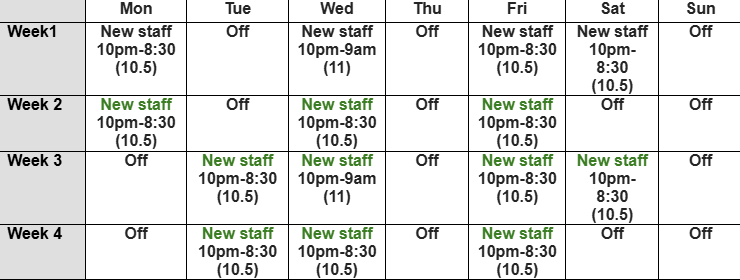 Mon Tue Wed Thu Fri Sat Sun
Week1 New staff Off New staff Off New staff New staff Off
10pm-8:30 10pm-9am 10pm-8:30 10pm-
(10.5) (11) (10.5) 8:30
(10.5)
Week 2 New staff Off New staff Off New staff Off Off
10pm-8:30 10pm-8:30 10pm-8:30
(10.5) (10.5) (10.5)
Week 3 Off New staff New staff Off New staff New staff Off
10pm-8:30 10pm-9am 10pm-8:30 10pm-
(10.5) (11) (10.5) 8:30
(10.5)
Week 4 Off New staff New staff Off New staff Off Off
10pm-8:30 10pm-8:30 10pm-8:30
(10.5) (10.5) (10.5)